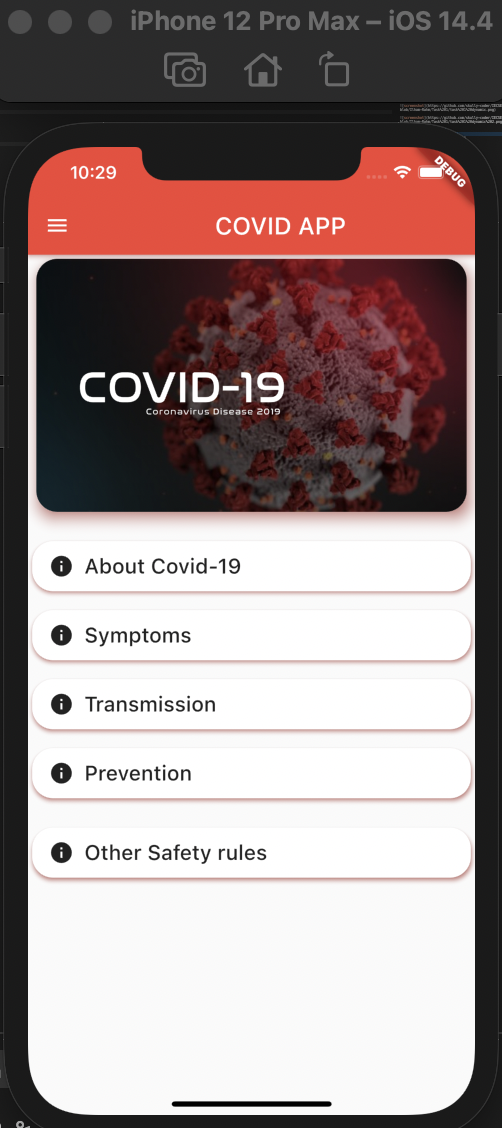 iPhone 12 Pro Max – iOS 14.4
10:29
DEBUG
COVID APP
COVID-19
Coronavirus Disease 2019
About Covid-19
Symptoms
Transmission
Prevention
Other Safety rules